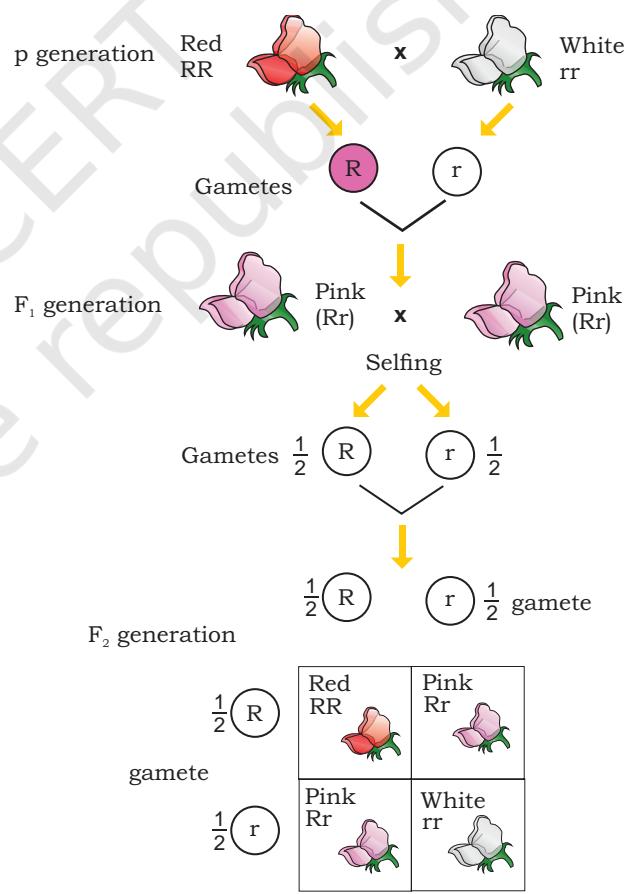 p generation
Red
RR
x
White
rr
Gametes
R
r
F₁ generation
Pink
(Rr)
x
Pink
(Rr)
Selfing
Gametes 1/2 R r 1/2
1/2 R r 1/2 gamete
F₂ generation
1/2 R
Red
RR
Pink
Rr
gamete
1/2 r
Pink
Rr
White
rr